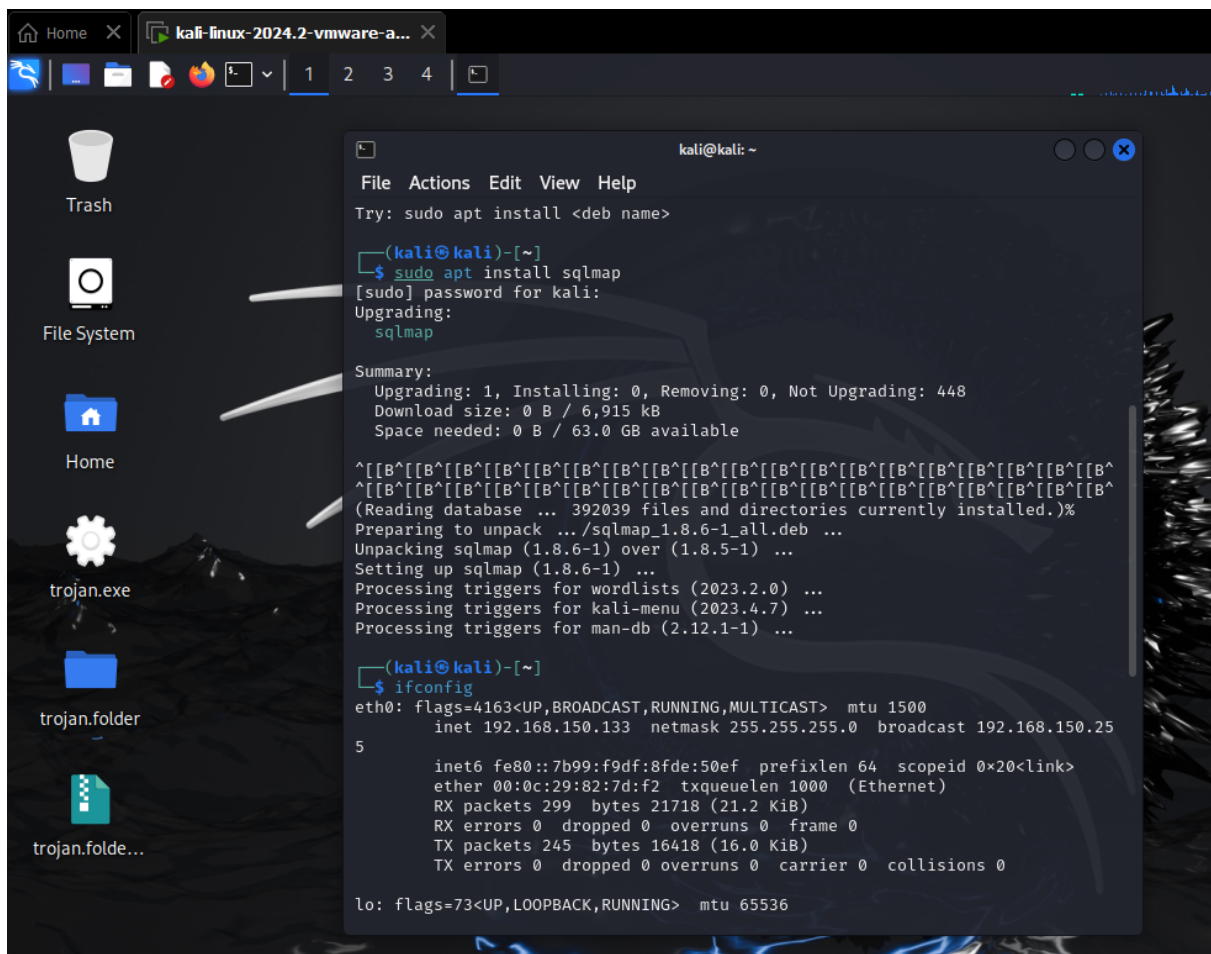 Home
kali-linux-2024.2-vmware-a...
1 2 3 4
Trash
File System
Home
trojan.exe
trojan.folder
trojan.folde...
kali@kali: ~
File Actions Edit View Help
Try: sudo apt install <deb name>
┌──(kali㉿kali)-[~]
└─$ sudo apt install sqlmap
[sudo] password for kali:
Upgrading:
  sqlmap
Summary:
  Upgrading: 1, Installing: 0, Removing: 0, Not Upgrading: 448
  Download size: 0 B / 6,915 kB
  Space needed: 0 B / 63.0 GB available
^[[B^[[B^[[B^[[B^[[B^[[B^[[B^[[B^[[B^[[B^[[B^[[B^[[B^[[B^[[B^[[B^[[B^[[B^[[B^
^[[B^[[B^[[B^[[B^[[B^[[B^[[B^[[B^[[B^[[B^[[B^[[B^[[B^[[B^[[B^[[B^[[B^[[B^[[B^
(Reading database ... 392039 files and directories currently installed.)%
Preparing to unpack .../sqlmap_1.8.6-1_all.deb ...
Unpacking sqlmap (1.8.6-1) over (1.8.5-1) ...
Setting up sqlmap (1.8.6-1) ...
Processing triggers for wordlists (2023.2.0) ...
Processing triggers for kali-menu (2023.4.7) ...
Processing triggers for man-db (2.12.1-1) ...
┌──(kali㉿kali)-[~]
└─$ ifconfig
eth0: flags=4163<UP,BROADCAST,RUNNING,MULTICAST>  mtu 1500
        inet 192.168.150.133  netmask 255.255.255.0  broadcast 192.168.150.25
5
        inet6 fe80::7b99:f9df:8fde:50ef  prefixlen 64  scopeid 0×20<link>
        ether 00:0c:29:82:7d:f2  txqueuelen 1000  (Ethernet)
        RX packets 299  bytes 21718 (21.2 KiB)
        RX errors 0  dropped 0  overruns 0  frame 0
        TX packets 245  bytes 16418 (16.0 KiB)
        TX errors 0  dropped 0 overruns 0  carrier 0  collisions 0
lo: flags=73<UP,LOOPBACK,RUNNING>  mtu 65536